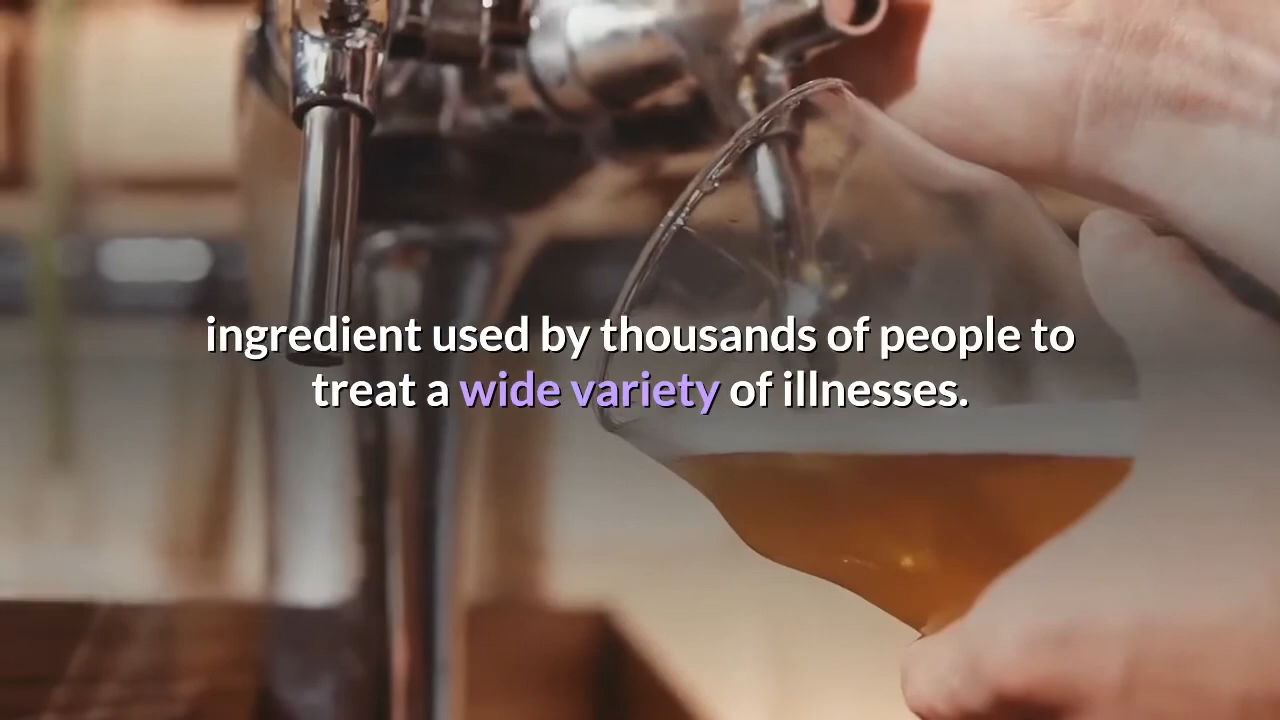 ingredient used by thousands of people to
treat a wide variety of illnesses.